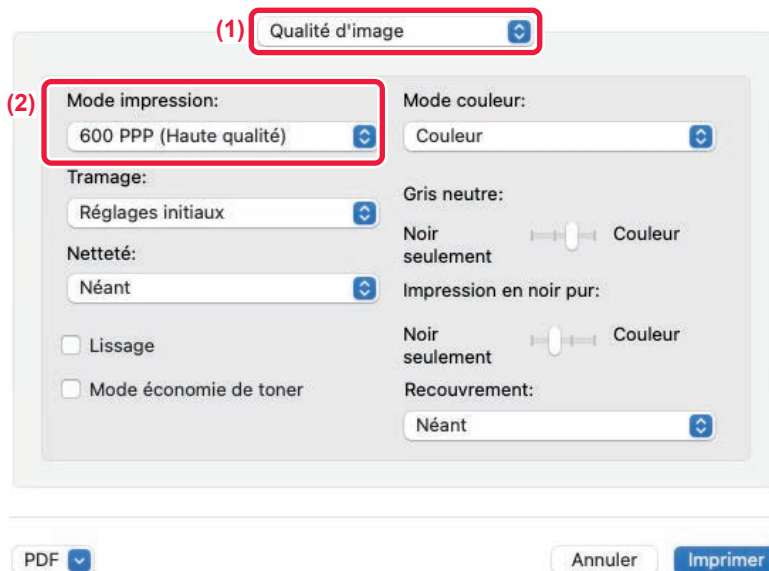 (1)
Qualité d'image
(2)
Mode impression:
600 PPP (Haute qualité)
Tramage:
Réglages initiaux
Netteté:
Néant
Lissage
Mode économie de toner
Mode couleur:
Couleur
Gris neutre:
Noir
seulement
Couleur
Impression en noir pur:
Noir
seulement
Couleur
Recouvrement:
Néant
PDF
Annuler
Imprimer